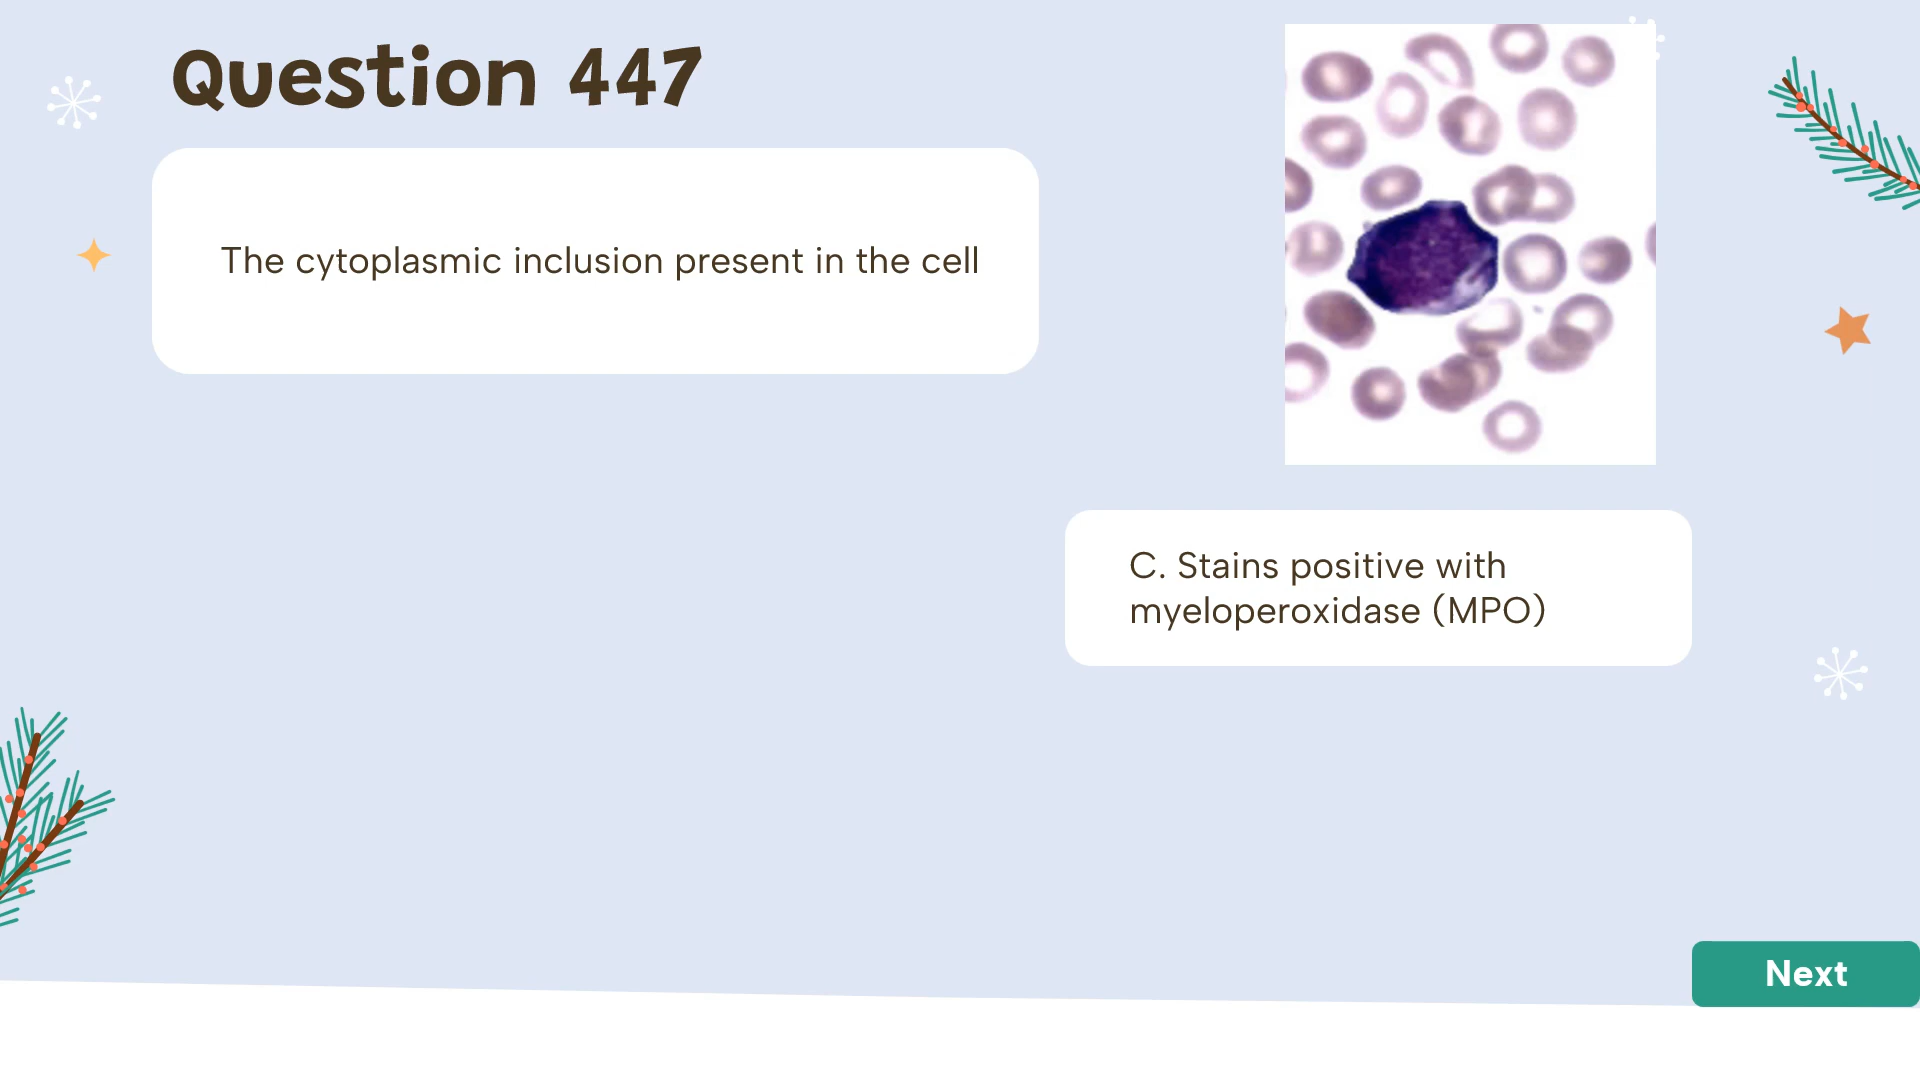 Question 447
The cytoplasmic inclusion present in the cell
C. Stains positive with
myeloperoxidase (MPO)
Next